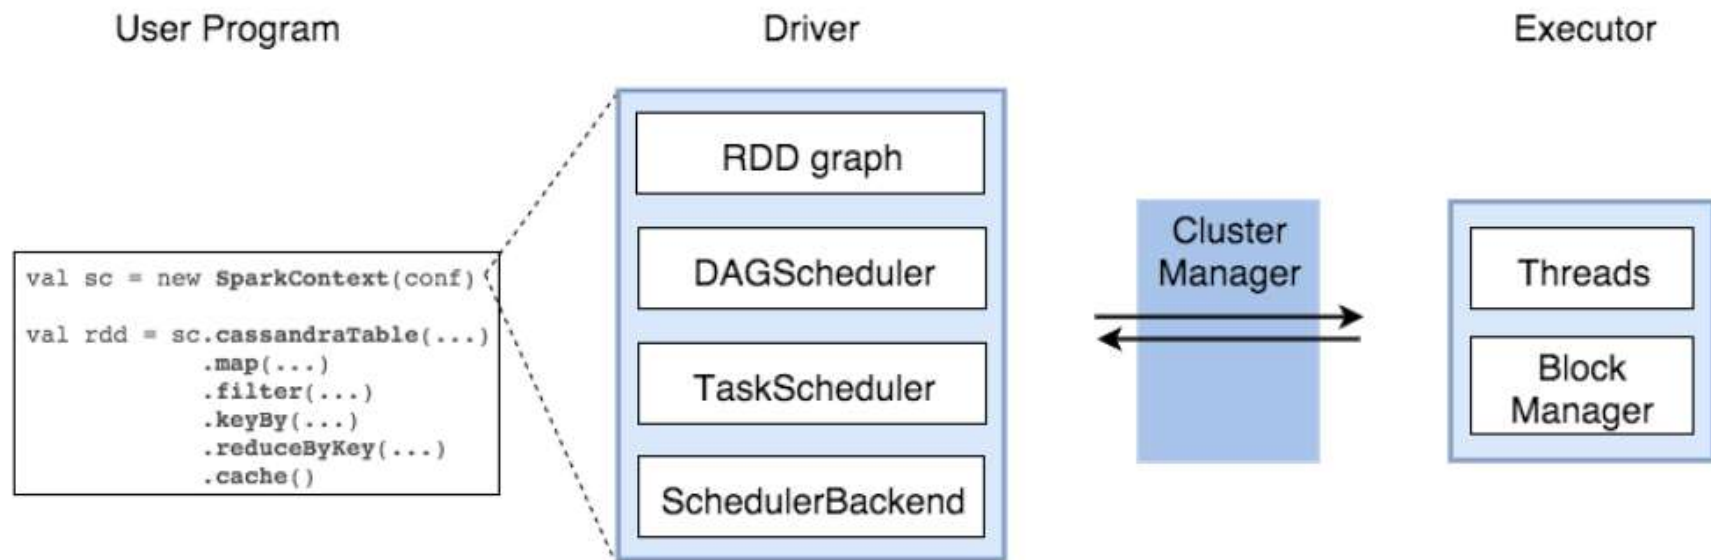 User Program
val sc = new SparkContext(conf)
val rdd = sc.cassandraTable(...)
.map(...)
.filter(...)
.keyBy(...)
.reduceByKey(...)
.cache()
Driver
RDD graph
DAGScheduler
TaskScheduler
SchedulerBackend
Cluster
Manager
Executor
Threads
Block
Manager